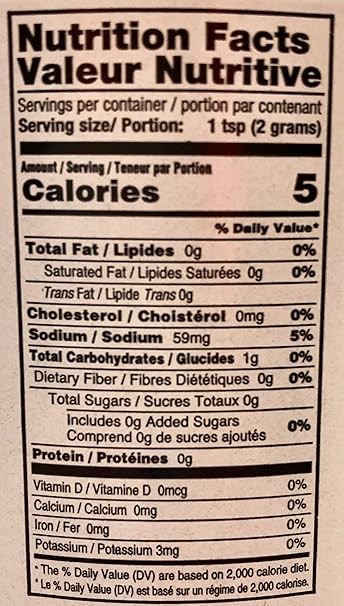 Nutrition Facts
Valeur Nutritive
Servings per container / portion par contenant
Serving size/ Portion: 1 tsp (2 grams)
Amount / Serving / Teneur par Portion
Calories 5
% Daily Value*
Total Fat / Lipides 0g 0%
Saturated Fat / Lipides Saturées 0g 0%
Trans Fat / Lipide Trans 0g
Cholesterol / Choistérol 0mg 0%
Sodium / Sodium 59mg 5%
Total Carbohydrates / Glucides 1g 0%
Dietary Fiber / Fibres Diététiques 0g 0%
Total Sugars / Sucres Totaux 0g
Includes 0g Added Sugars 0%
Comprend 0g de sucres ajoutés
Protein / Protéines 0g
Vitamin D / Vitamine D 0mcg 0%
Calcium / Calcium 0mg 0%
Iron / Fer 0mg 0%
Potassium / Potassium 3mg 0%
* The % Daily Value (DV) are based on 2,000 calorie diet.
* Le % Daily Value (DV) est basé sur un régime de 2,000 calorise.